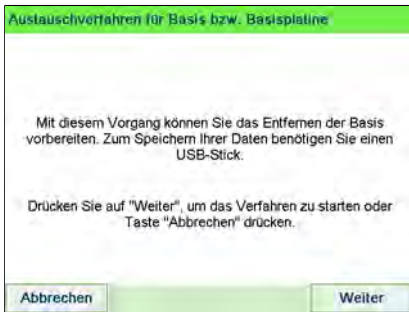 Austauschverfahren für Basis bzw. Basisplatine
Mit diesem Vorgang können Sie das Entfernen der Basis
vorbereiten. Zum Speichern Ihrer Daten benötigen Sie einen
USB-Stick.
Drücken Sie auf "Weiter", um das Verfahren zu starten oder
Taste "Abbrechen" drücken.
Abbrechen
Weiter